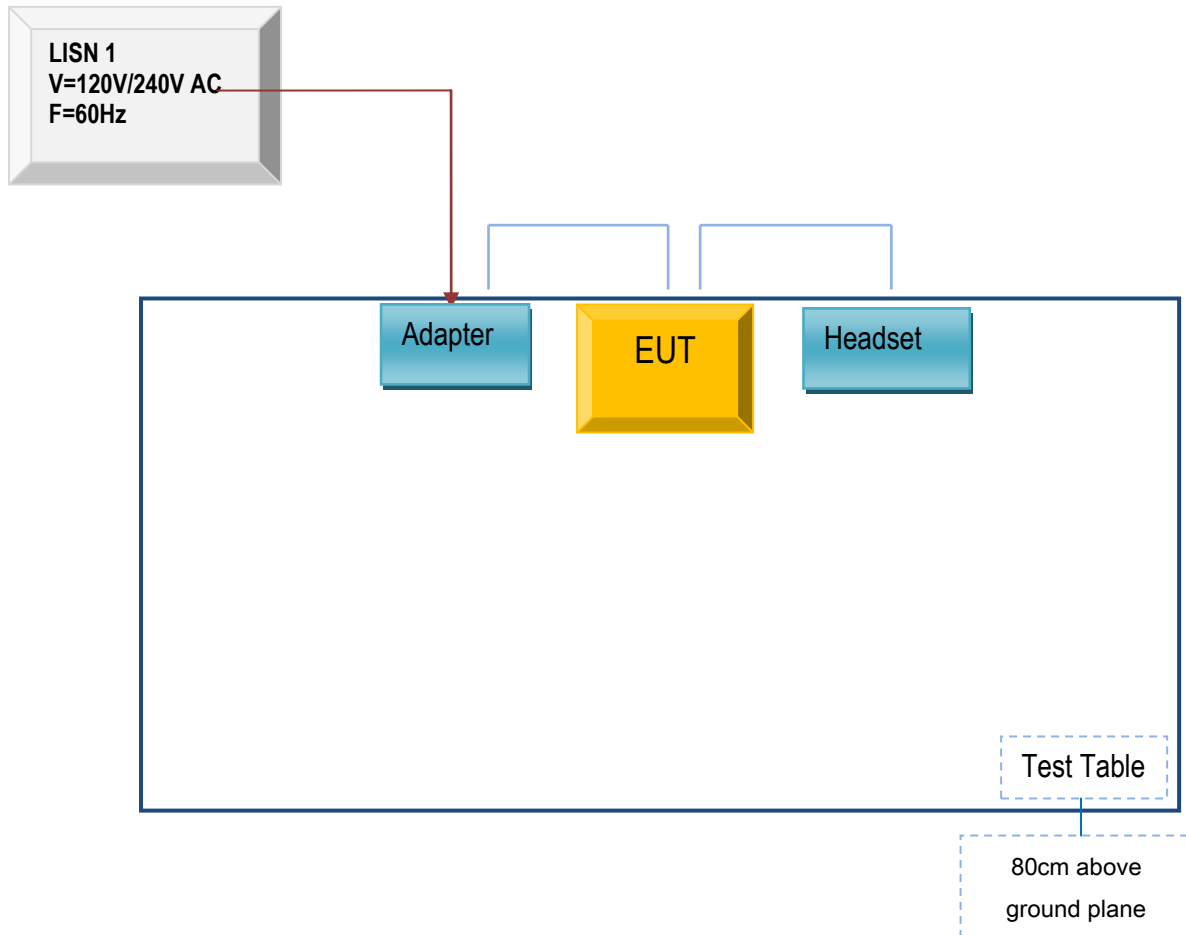 LISN 1
V=120V/240V AC
F=60Hz
Adapter
EUT
Headset
Test Table
80cm above
ground plane